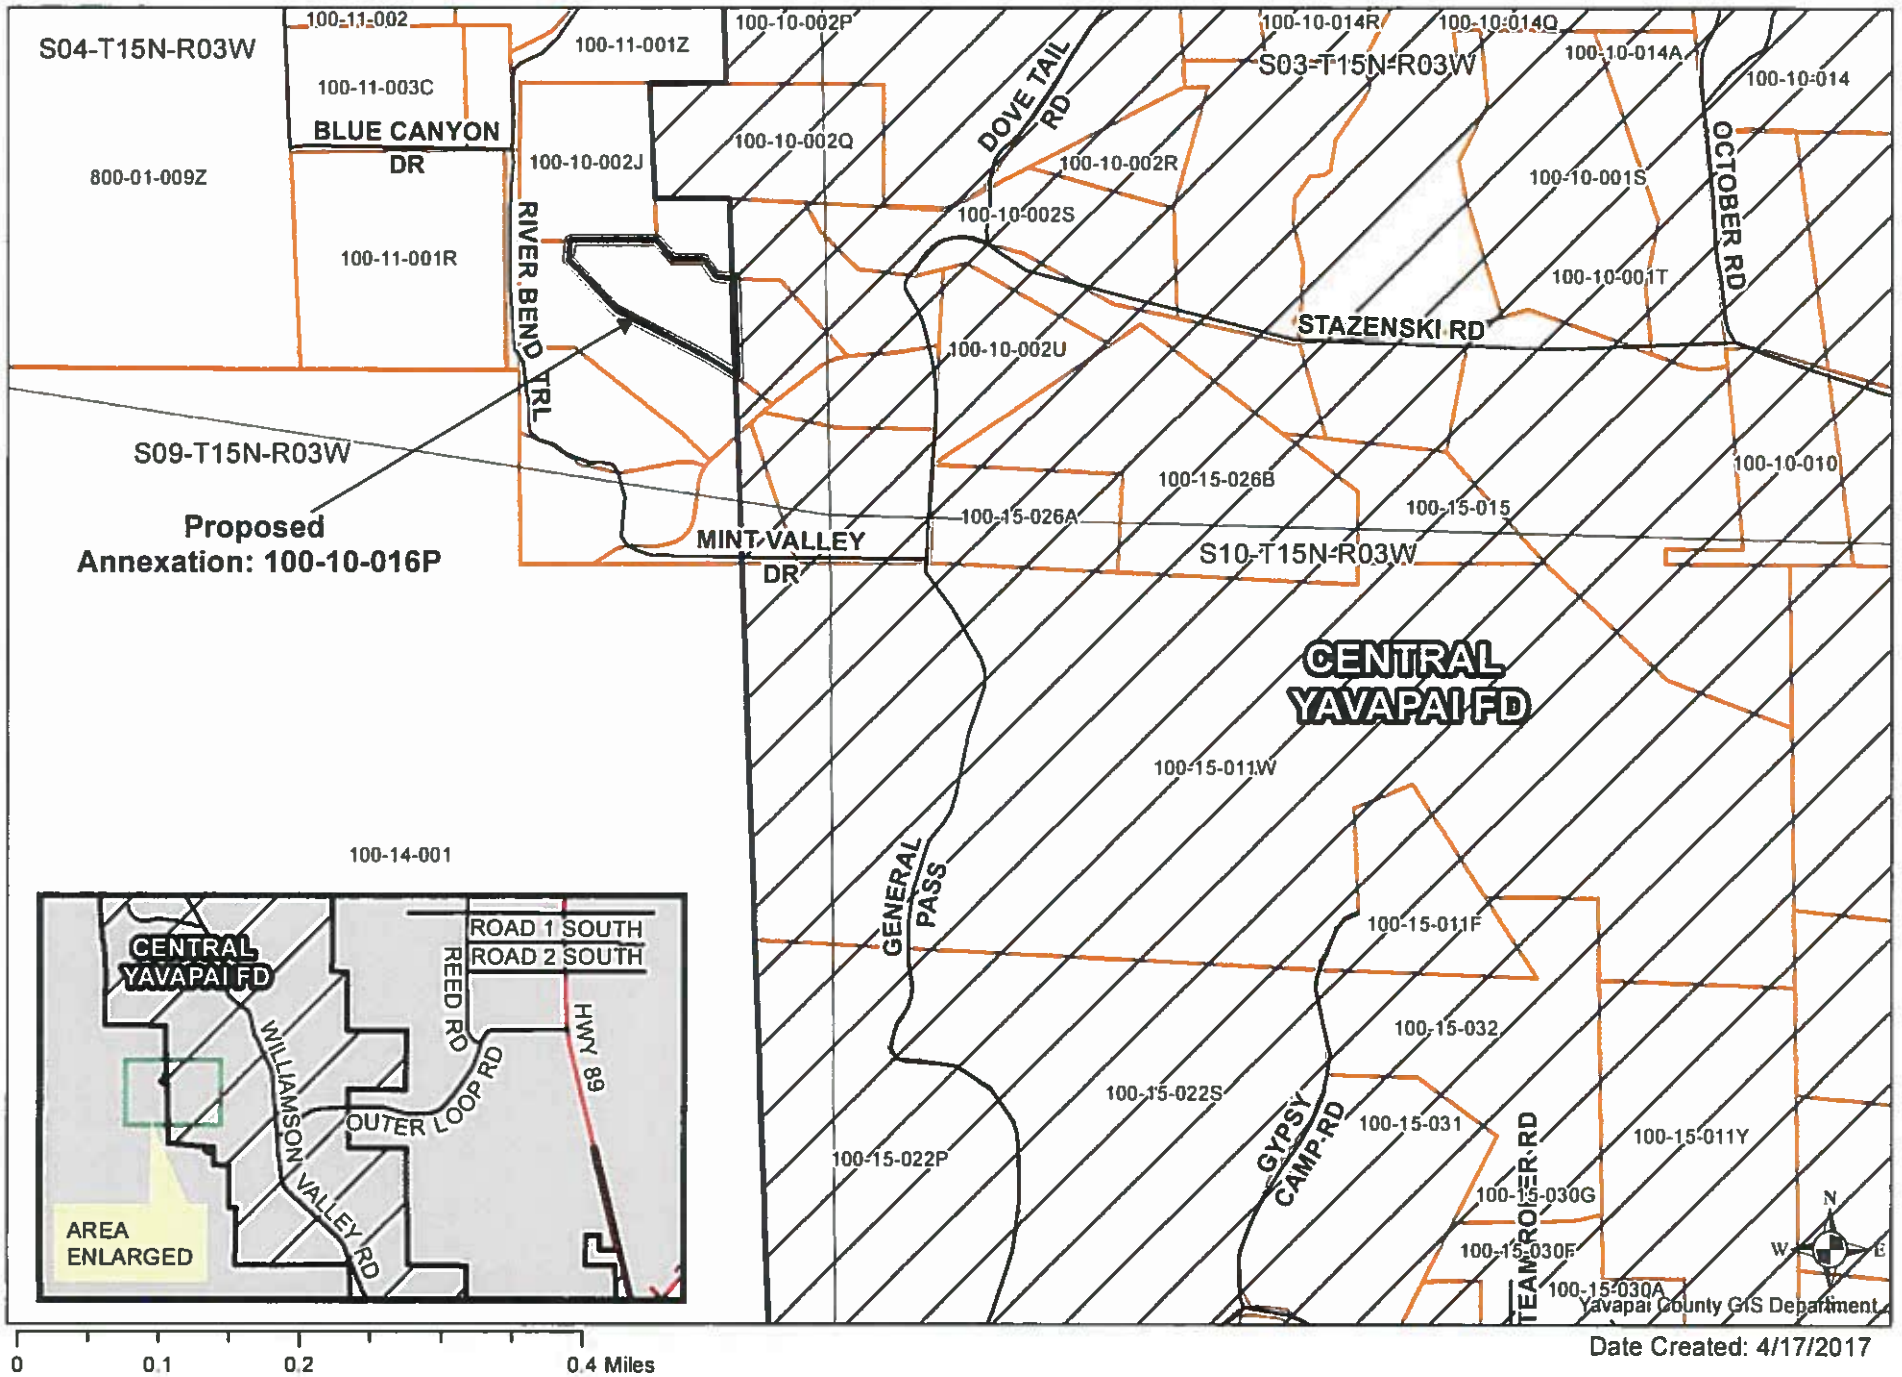 100-11-002
100-10-002P
100-10-014R
100-10-014Q
S04-T15N-R03W
100-11-001Z
100-10-014A
S03-T15N-R03W
100-10-014
100-11-003C
DOVE TAIL
RD
BLUE CANYON
DR
100-10-002Q
100-10-002J
100-10-002R
OCTOBER RD
800-01-009Z
100-10-001S
100-10-002S
RIVER BEND TRL
100-11-001R
100-10-001T
STAZENSKI RD
100-10-002U
S09-T15N-R03W
100-10-010
100-15-026B
100-15-015
100-15-026A
Proposed
Annexation: 100-10-016P
MINT VALLEY
DR
S10-T15N-R03W
CENTRAL
YAVAPAI FD
100-15-011W
100-14-001
GENERAL
PASS
100-15-011F
100-15-032
100-15-022S
GYPSY
CAMP RD
100-15-031
100-15-011Y
100-15-022P
TEAM ROPER RD
100-15-030G
100-15-030F
100-15-030A
N
W
E
Yavapai County GIS Department
CENTRAL
YAVAPAI FD
ROAD 1 SOUTH
ROAD 2 SOUTH
REED RD
HWY 89
WILLIAMSON VALLEY RD
OUTER LOOP RD
AREA
ENLARGED
0 0.1 0.2 0.4 Miles
Date Created: 4/17/2017